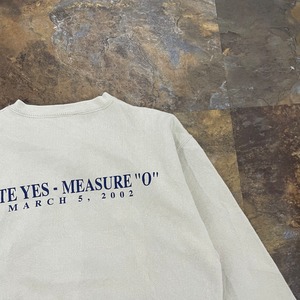 TE YES - MEASURE "O"
MARCH 5, 2002